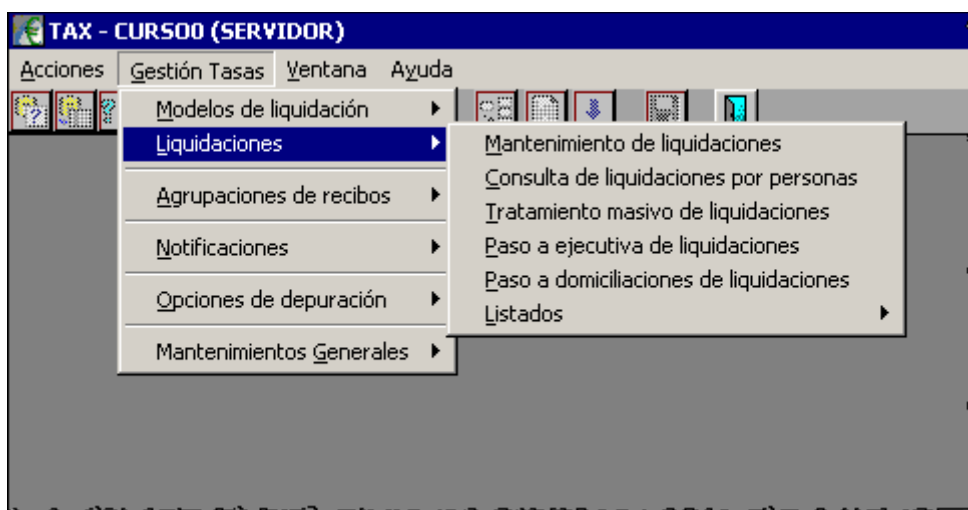 TAX - CURSO0 (SERVIDOR)
Acciones Gestión Tasas Ventana Ayuda
Modelos de liquidación
Liquidaciones
Agrupaciones de recibos
Notificaciones
Opciones de depuración
Mantenimientos Generales
Mantenimiento de liquidaciones
Consulta de liquidaciones por personas
Tratamiento masivo de liquidaciones
Paso a ejecutiva de liquidaciones
Paso a domiciliaciones de liquidaciones
Listados